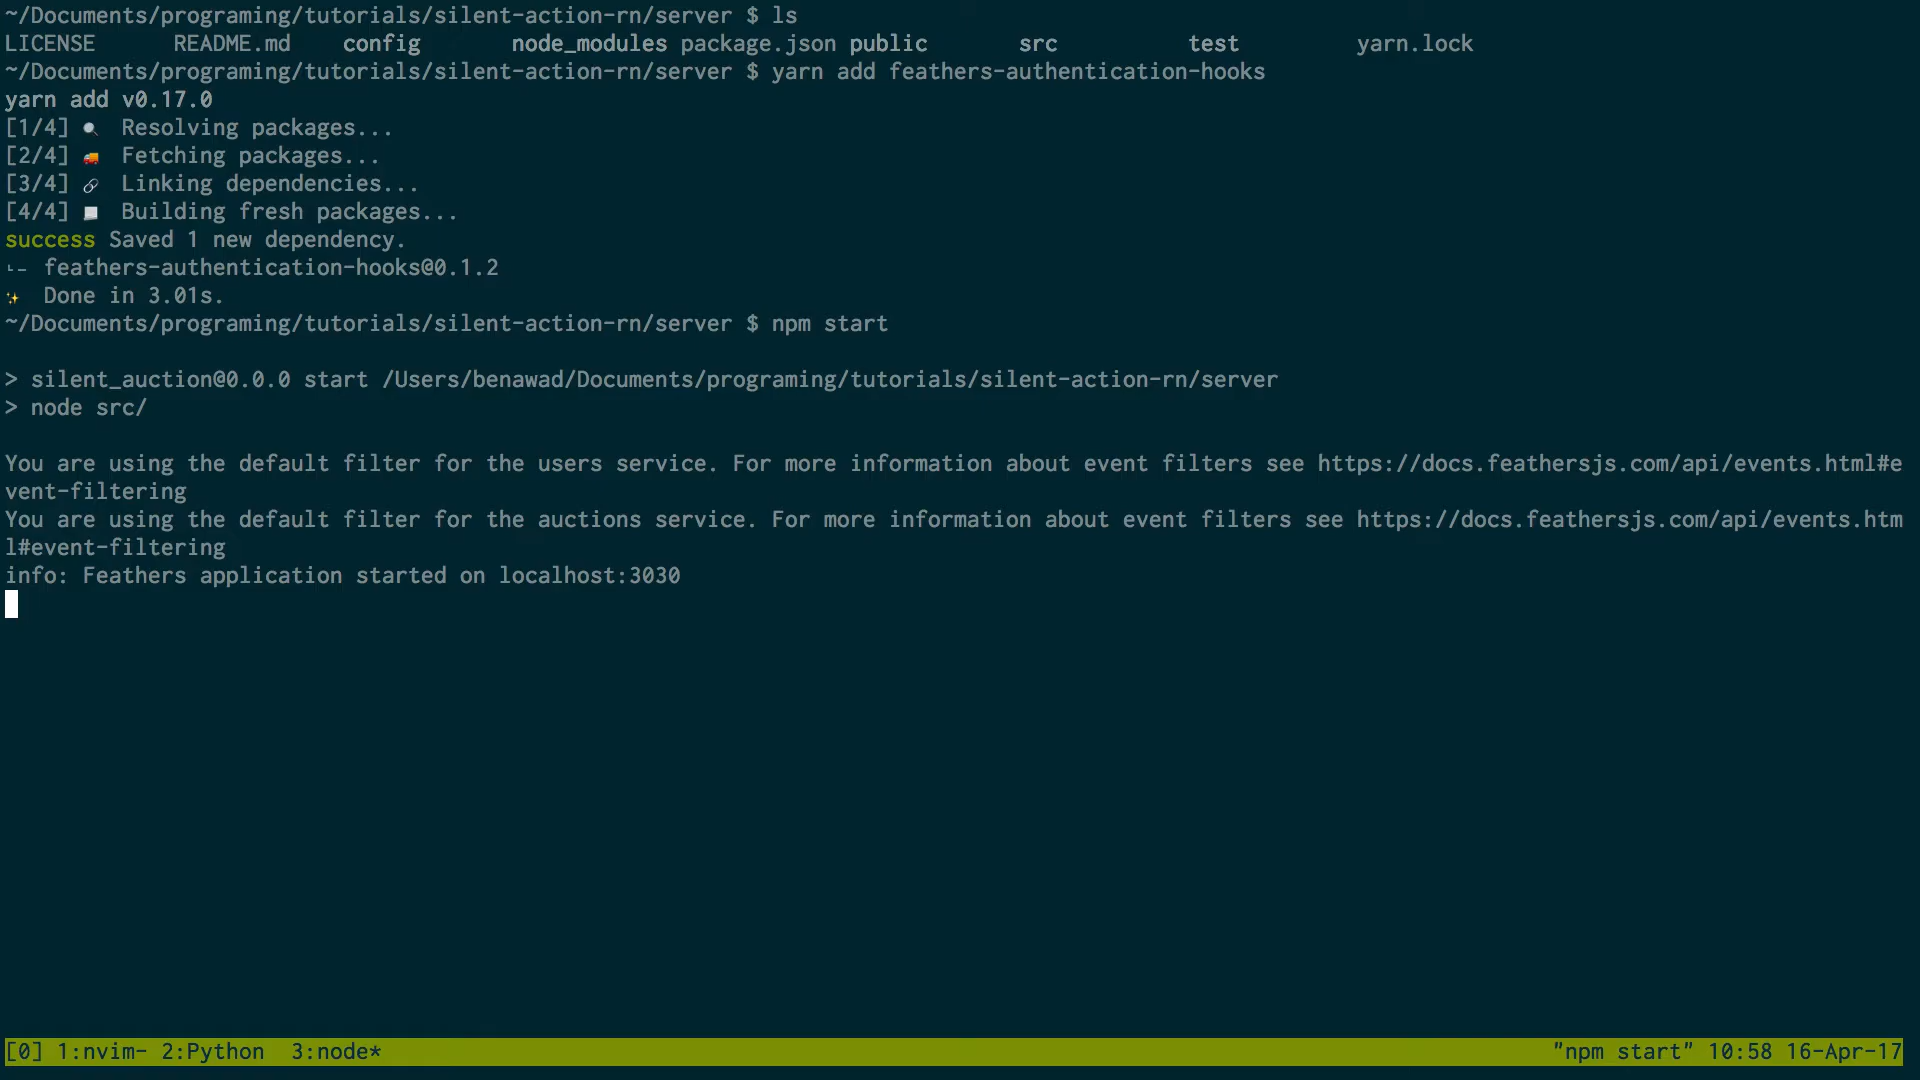 ~/Documents/programing/tutorials/silent-action-rn/server $ ls
LICENSE README.md config node_modules package.json public src test yarn.lock
~/Documents/programing/tutorials/silent-action-rn/server $ yarn add feathers-authentication-hooks
yarn add v0.17.0
[1/4] 🔍 Resolving packages...
[2/4] 🚚 Fetching packages...
[3/4] 🔗 Linking dependencies...
[4/4] 📃 Building fresh packages...
success Saved 1 new dependency.
└─ feathers-authentication-hooks@0.1.2
✨ Done in 3.01s.
~/Documents/programing/tutorials/silent-action-rn/server $ npm start
> silent_auction@0.0.0 start /Users/benawad/Documents/programing/tutorials/silent-action-rn/server
> node src/
You are using the default filter for the users service. For more information about event filters see https://docs.feathersjs.com/api/events.html#e
vent-filtering
You are using the default filter for the auctions service. For more information about event filters see https://docs.feathersjs.com/api/events.htm
l#event-filtering
info: Feathers application started on localhost:3030
[0] 1:nvim- 2:Python 3:node* "npm start" 10:58 16-Apr-17